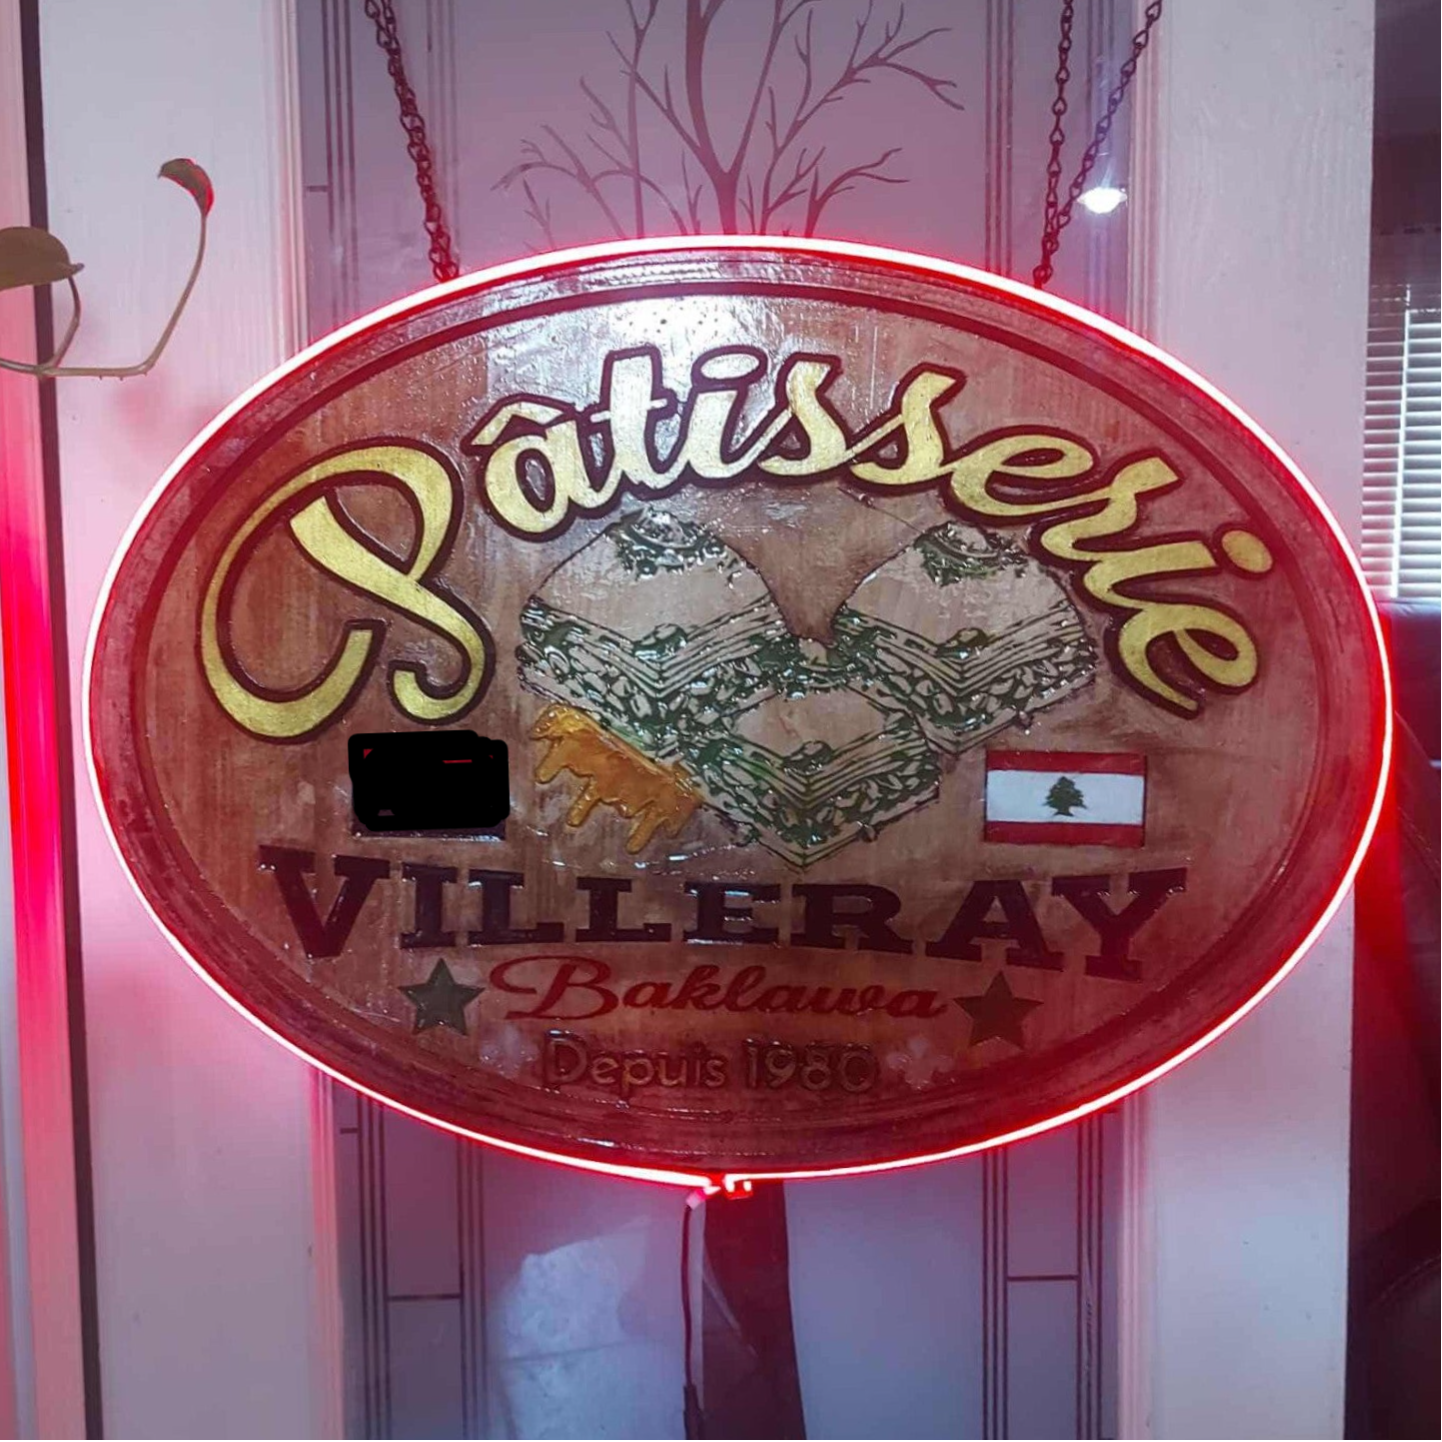 Pâtisserie
VILLERAY
Baklawa
Depuis 1980